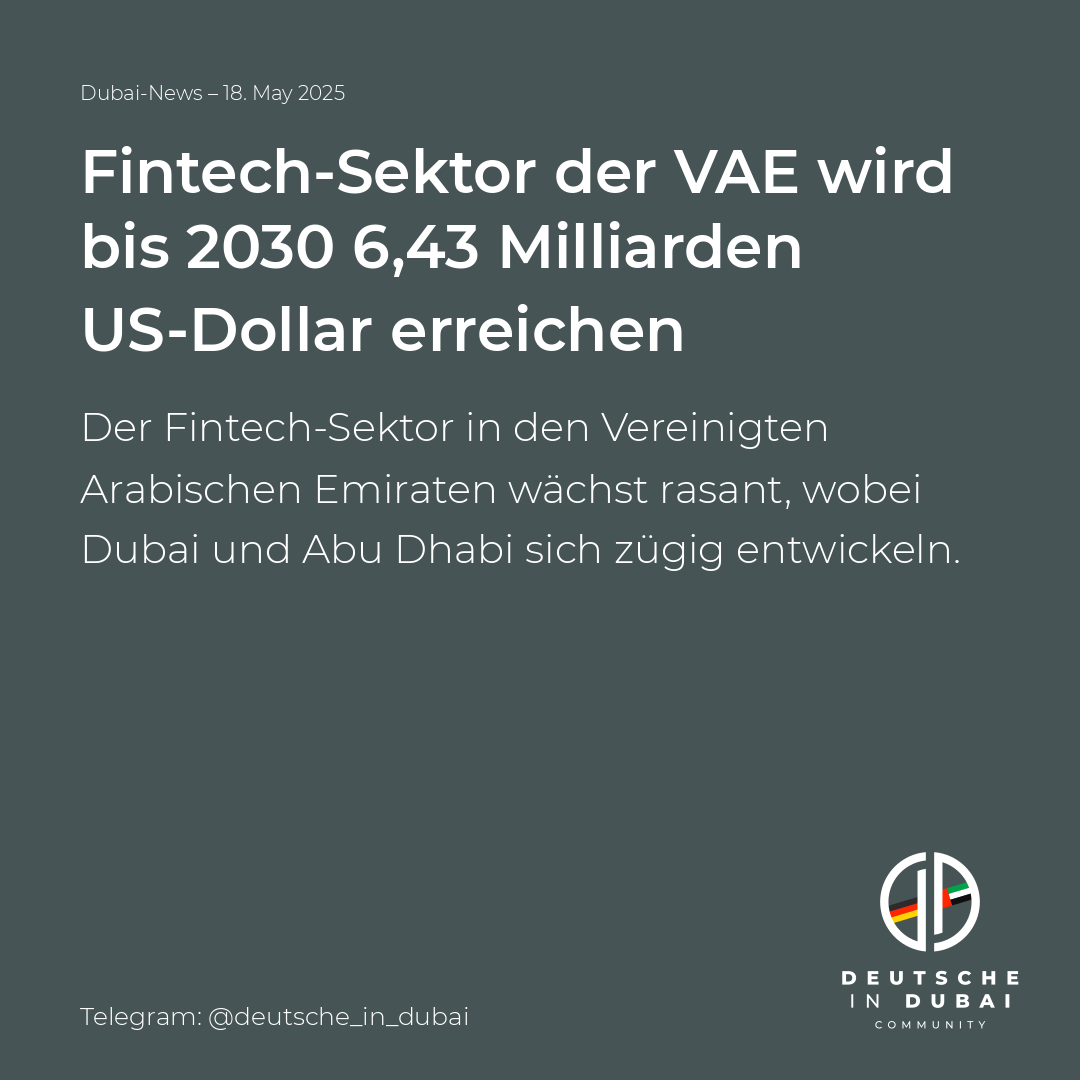 Dubai-News – 18. May 2025
Fintech-Sektor der VAE wird
bis 2030 6,43 Milliarden
US-Dollar erreichen
Der Fintech-Sektor in den Vereinigten
Arabischen Emiraten wächst rasant, wobei
Dubai und Abu Dhabi sich zügig entwickeln.
DEUTSCHE
IN DUBAI
COMMUNITY
Telegram: @deutsche_in_dubai